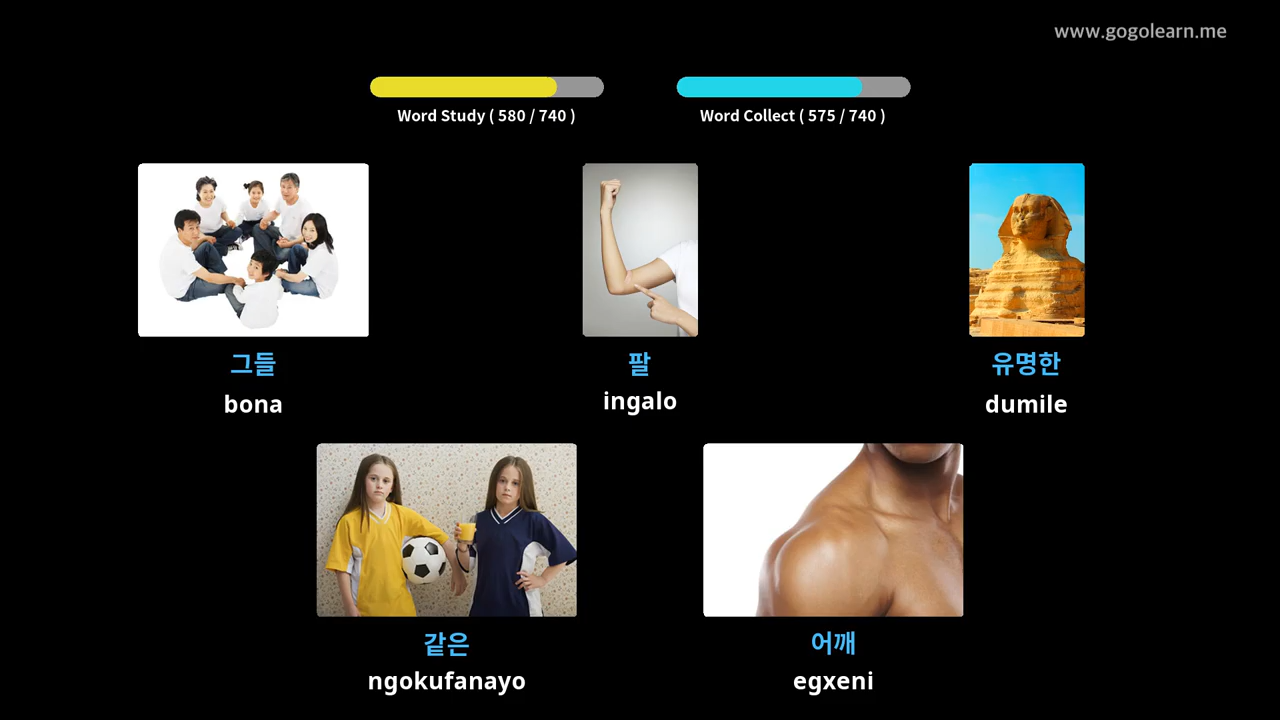 www.gogolearn.me
Word Study ( 580 / 740 )
Word Collect ( 575 / 740 )
그들
bona
팔
ingalo
유명한
dumile
같은
ngokufanayo
어깨
egxeni